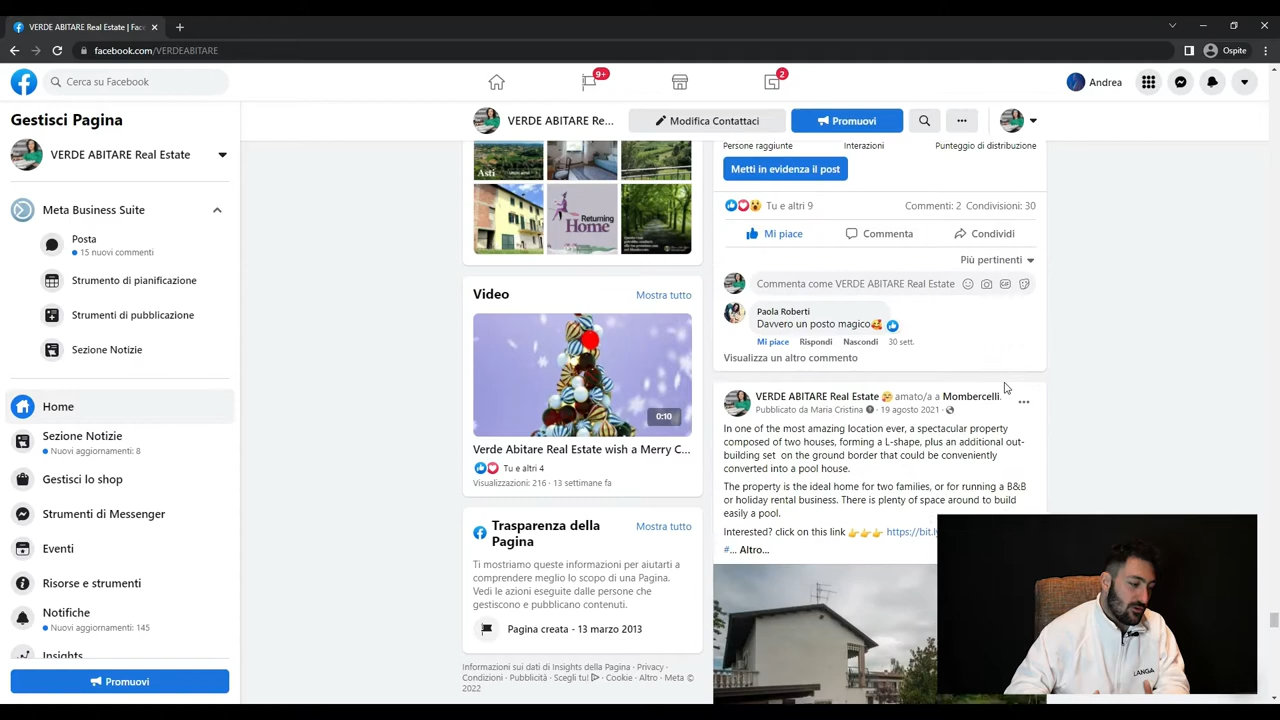 VERDE ABITARE Real Estate | Fac
facebook.com/VERDEABITARE
Ospite
Cerca su Facebook
9+
2
Andrea
Gestisci Pagina
VERDE ABITARE Real Estate
Meta Business Suite
Posta
15 nuovi commenti
Strumento di pianificazione
Strumenti di pubblicazione
Sezione Notizie
Home
Sezione Notizie
Nuovi aggiornamenti: 8
Gestisci lo shop
Strumenti di Messenger
Eventi
Risorse e strumenti
Notifiche
Nuovi aggiornamenti: 145
Insights
Promuovi
VERDE ABITARE Re...
Modifica Contattaci
Promuovi
Asti
Returning
Home
Video
Mostra tutto
0:10
Verde Abitare Real Estate wish a Merry C...
Tu e altri 4
Visualizzazioni: 216 · 13 settimane fa
Trasparenza della
Pagina
Mostra tutto
Ti mostriamo queste informazioni per aiutarti a
comprendere meglio lo scopo di una Pagina.
Vedi le azioni eseguite dalle persone che
gestiscono e pubblicano contenuti.
Pagina creata - 13 marzo 2013
Informazioni sui dati di Insights della Pagina · Privacy ·
Condizioni · Pubblicità · Scegli tu! · Cookie · Altro · Meta ©
2022
Persone raggiunte
Interazioni
Punteggio di distribuzione
Metti in evidenza il post
Tu e altri 9
Commenti: 2 Condivisioni: 30
Mi piace
Commenta
Condividi
Più pertinenti
Commenta come VERDE ABITARE Real Estate
Paola Roberti
Davvero un posto magico🥰
Mi piace Rispondi Nascondi 30 sett.
Visualizza un altro commento
VERDE ABITARE Real Estate amato/a a Mombercelli.
Pubblicato da Maria Cristina · 19 agosto 2021 ·
In one of the most amazing location ever, a spectacular property
composed of two houses, forming a L-shape, plus an additional out-
building set on the ground border that could be conveniently
converted into a pool house.
The property is the ideal home for two families, or for running a B&B
or holiday rental business. There is plenty of space around to build
easily a pool.
Interested? click on this link 👉👉👉 https://bit.ly
#... Altro...
LANGA